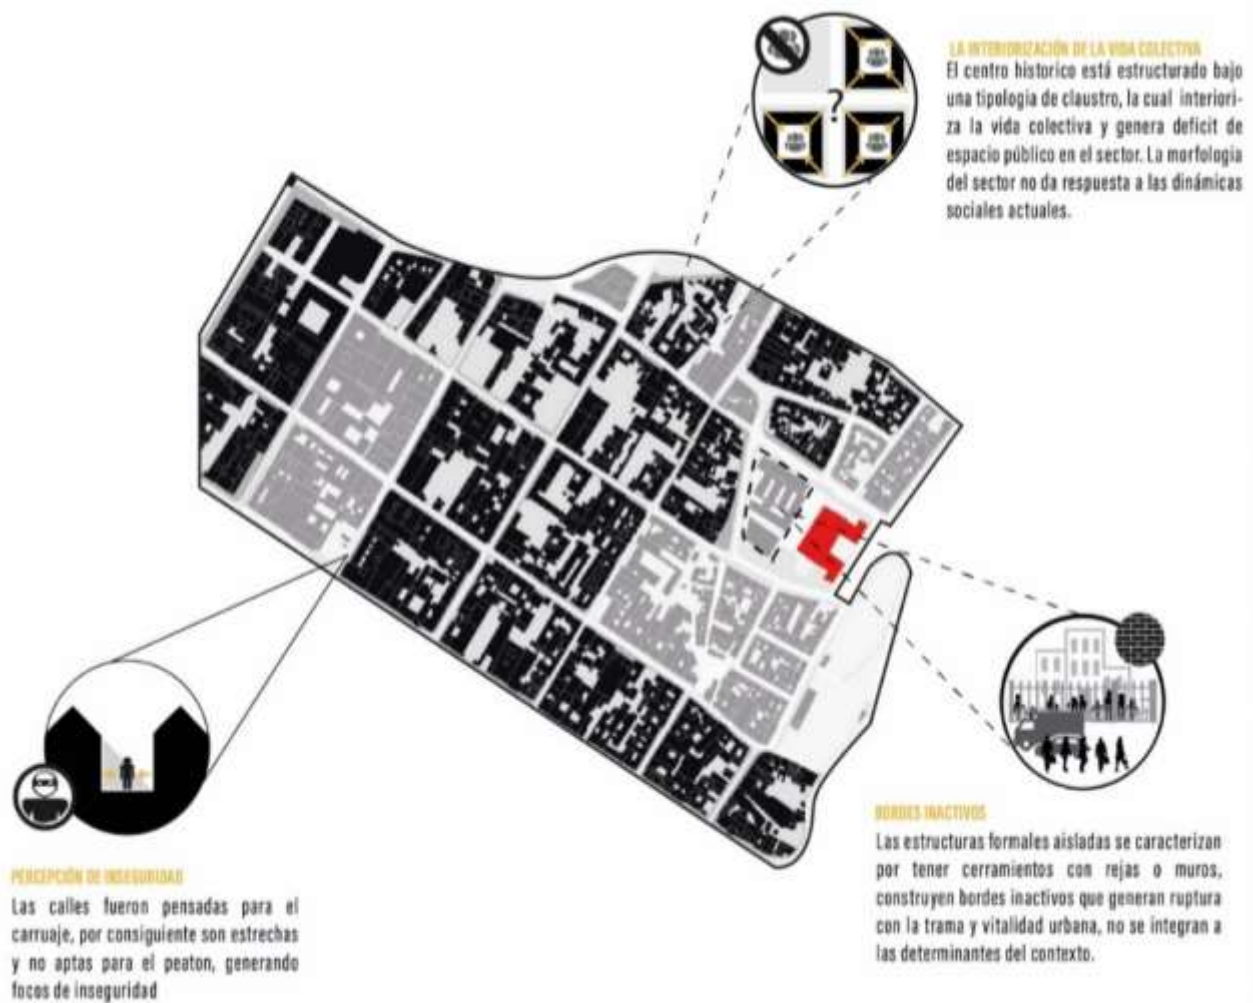 LA INTERIORIZACIÓN DE LA VIDA COLECTIVA
El centro historico está estructurado bajo
una tipologia de claustro, la cual interiori-
za la vida colectiva y genera deficit de
espacio público en el sector. La morfologia
del sector no da respuesta a las dinámicas
sociales actuales.
?
PERCEPCIÓN DE INSEGURIDAD
Las calles fueron pensadas para el
carruaje, por consiguiente son estrechas
y no aptas para el peaton, generando
focos de inseguridad
BORDES INACTIVOS
Las estructuras formales aisladas se caracterizan
por tener cerramientos con rejas o muros,
construyen bordes inactivos que generan ruptura
con la trama y vitalidad urbana, no se integran a
las determinantes del contexto.